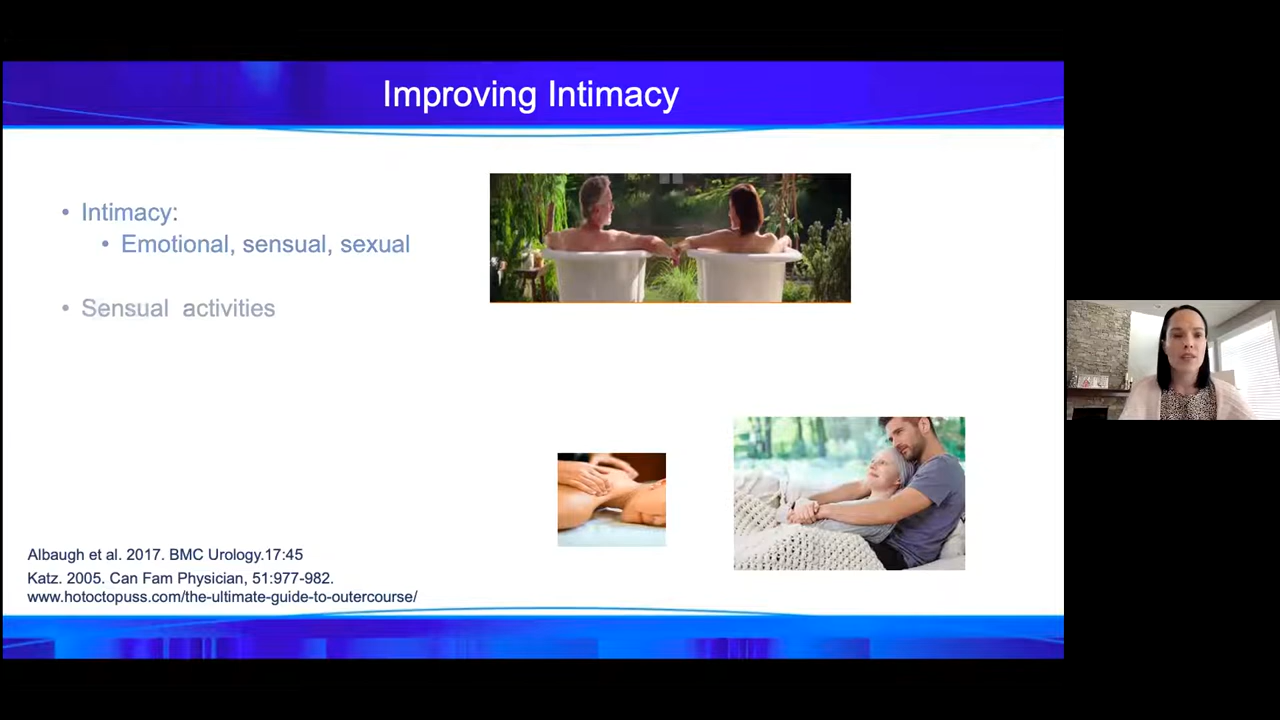 Improving Intimacy
• Intimacy:
• Emotional, sensual, sexual
• Sensual activities
Albaugh et al. 2017. BMC Urology.17:45
Katz. 2005. Can Fam Physician, 51:977-982.
www.hotoctopuss.com/the-ultimate-guide-to-outercourse/